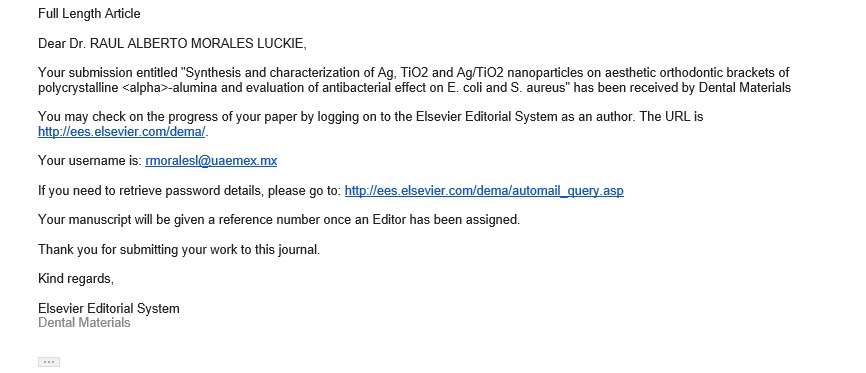 Full Length Article
Dear Dr. RAUL ALBERTO MORALES LUCKIE,
Your submission entitled "Synthesis and characterization of Ag, TiO2 and Ag/TiO2 nanoparticles on aesthetic orthodontic brackets of
polycrystalline <alpha>-alumina and evaluation of antibacterial effect on E. coli and S. aureus" has been received by Dental Materials
You may check on the progress of your paper by logging on to the Elsevier Editorial System as an author. The URL is
http://ees.elsevier.com/dema/.
Your username is: rmoralesl@uaemex.mx
If you need to retrieve password details, please go to: http://ees.elsevier.com/dema/automail_query.asp
Your manuscript will be given a reference number once an Editor has been assigned.
Thank you for submitting your work to this journal.
Kind regards,
Elsevier Editorial System
Dental Materials